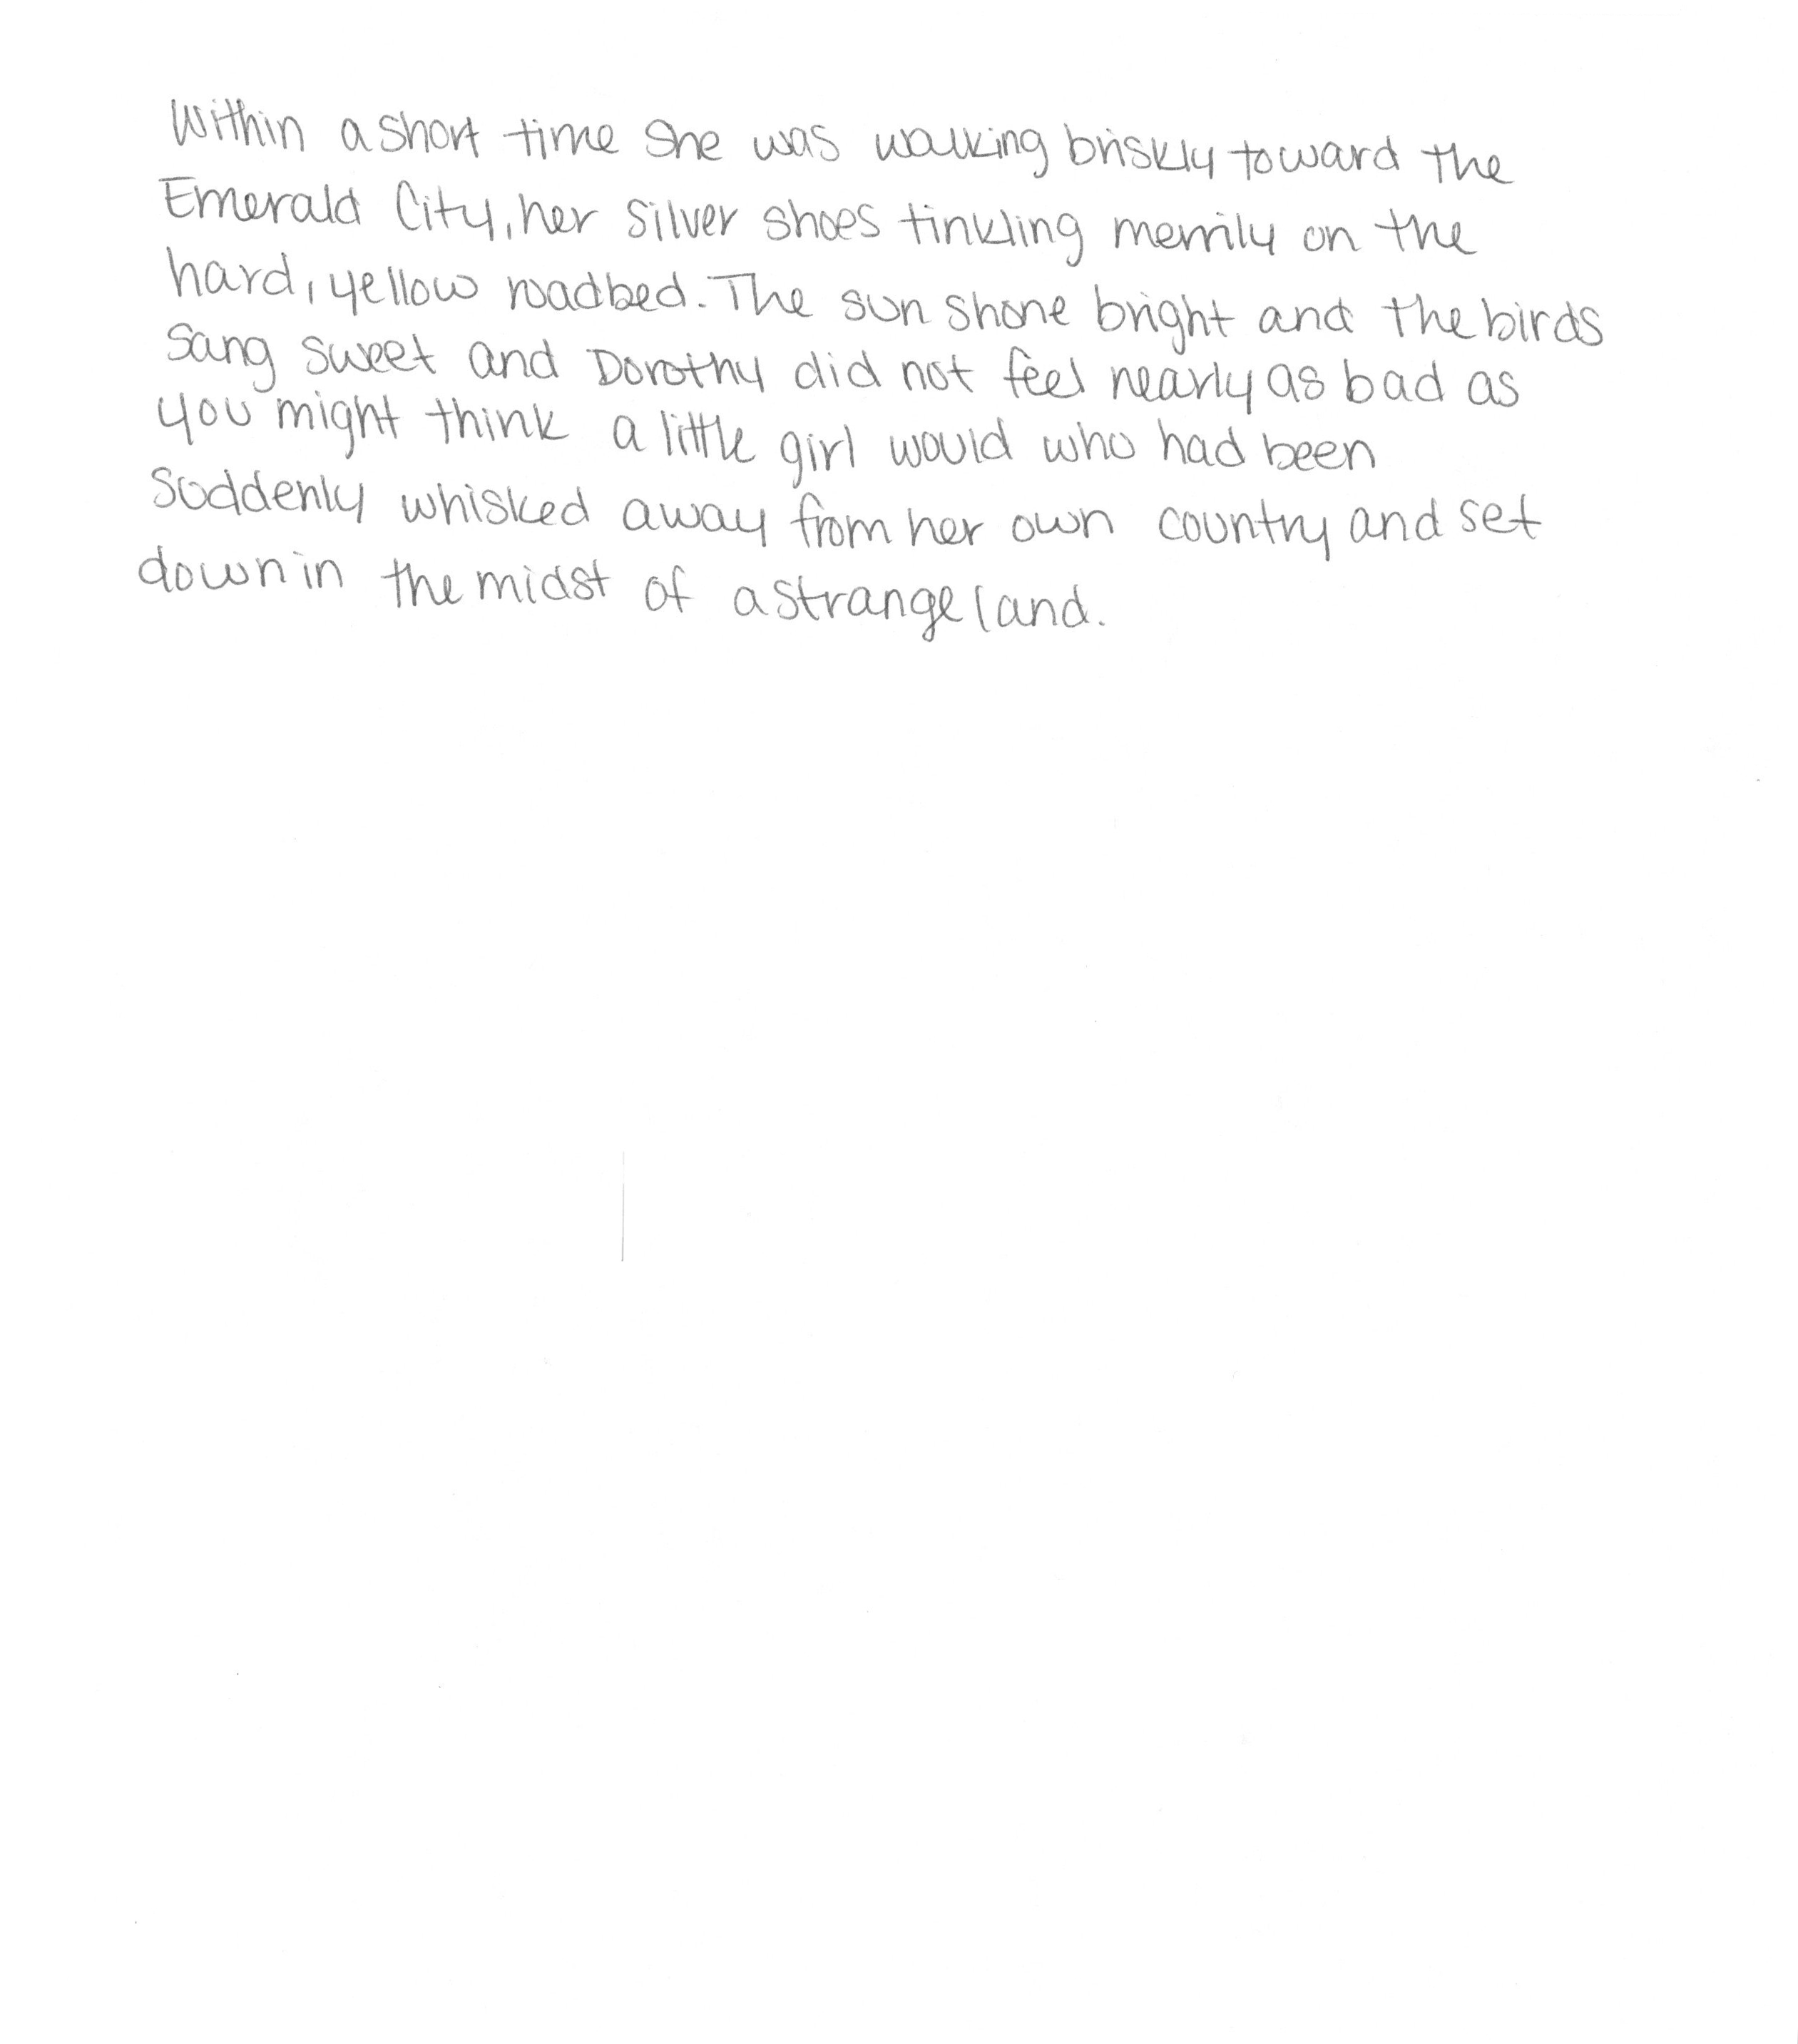 Within a short time she was walking briskly toward the
Emerald City, her silver shoes tinkling merrily on the
hard, yellow roadbed. The sun shone bright and the birds
sang sweet and Dorothy did not feel nearly as bad as
you might think a little girl would who had been
suddenly whisked away from her own country and set
down in the midst of a strange land.